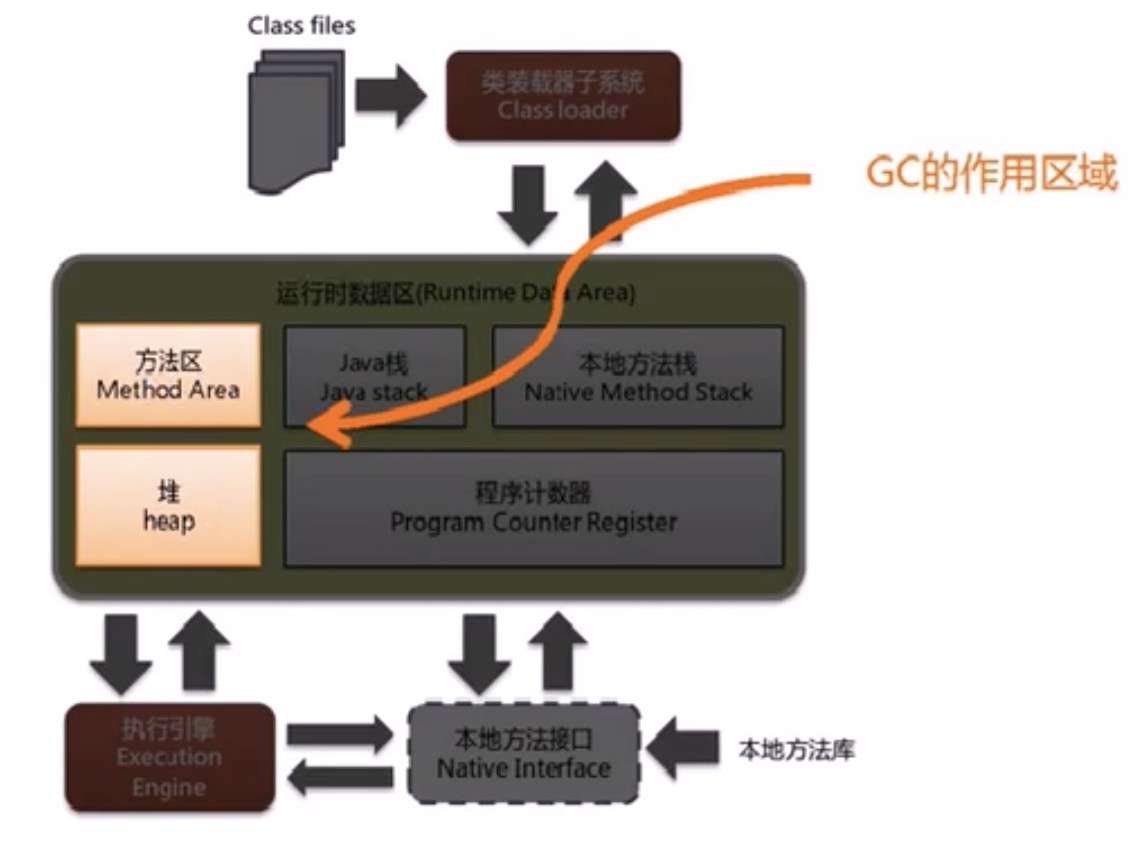 Class files
类装载器子系统
Class loader
GC的作用区域
运行时数据区(Runtime Data Area)
方法区
Method Area
Java栈
Java stack
本地方法栈
Native Method Stack
堆
heap
程序计数器
Program Counter Register
执行引擎
Execution
Engine
本地方法接口
Native Interface
本地方法库